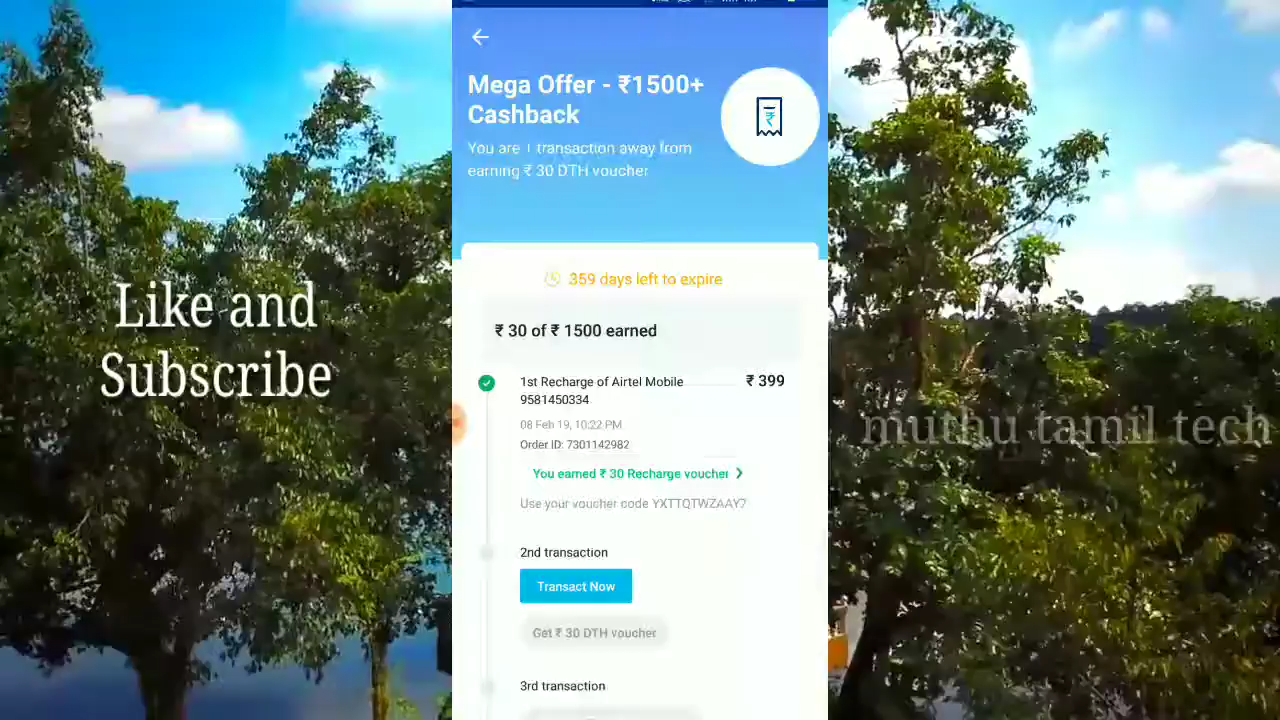 Mega Offer - ₹1500+
Cashback
You are 1 transaction away from
earning ₹ 30 DTH voucher
359 days left to expire
₹ 30 of ₹ 1500 earned
1st Recharge of Airtel Mobile ₹ 399
9581450334
08 Feb 19, 10:22 PM
Order ID: 7301142982
You earned ₹ 30 Recharge voucher
Use your voucher code YXTTQTWZAAY7
2nd transaction
Transact Now
Get ₹ 30 DTH voucher
3rd transaction
Like and
Subscribe
muthu tamil tech